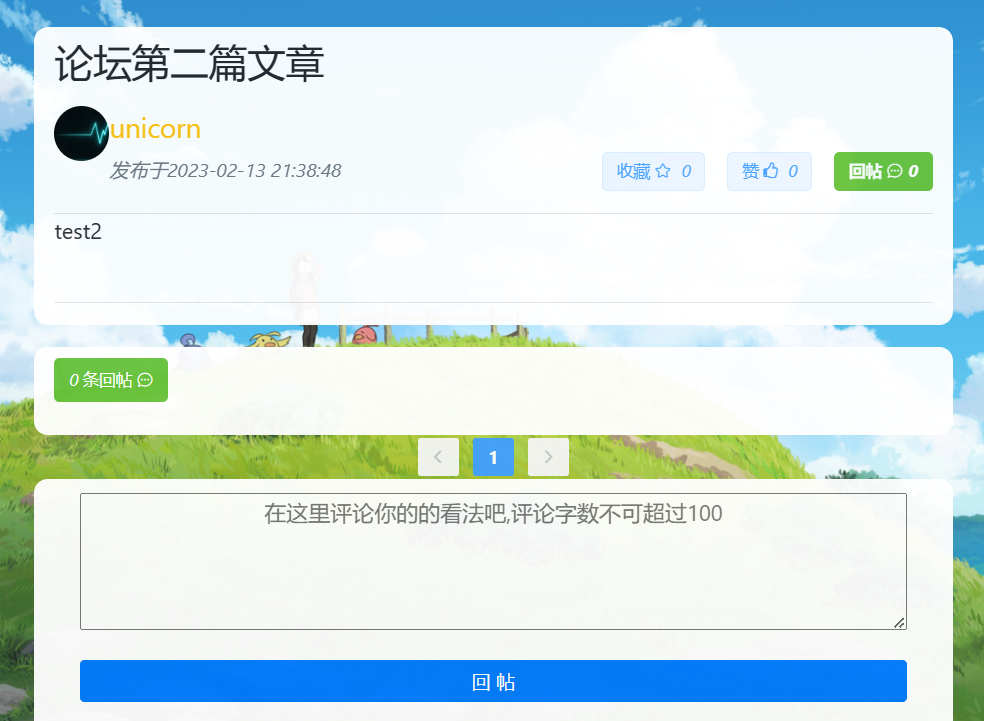 论坛第二篇文章
unicorn
发布于2023-02-13 21:38:48
收藏 0 赞 0 回帖 0
test2
0 条回帖
1
在这里评论你的的看法吧,评论字数不可超过100
回 帖